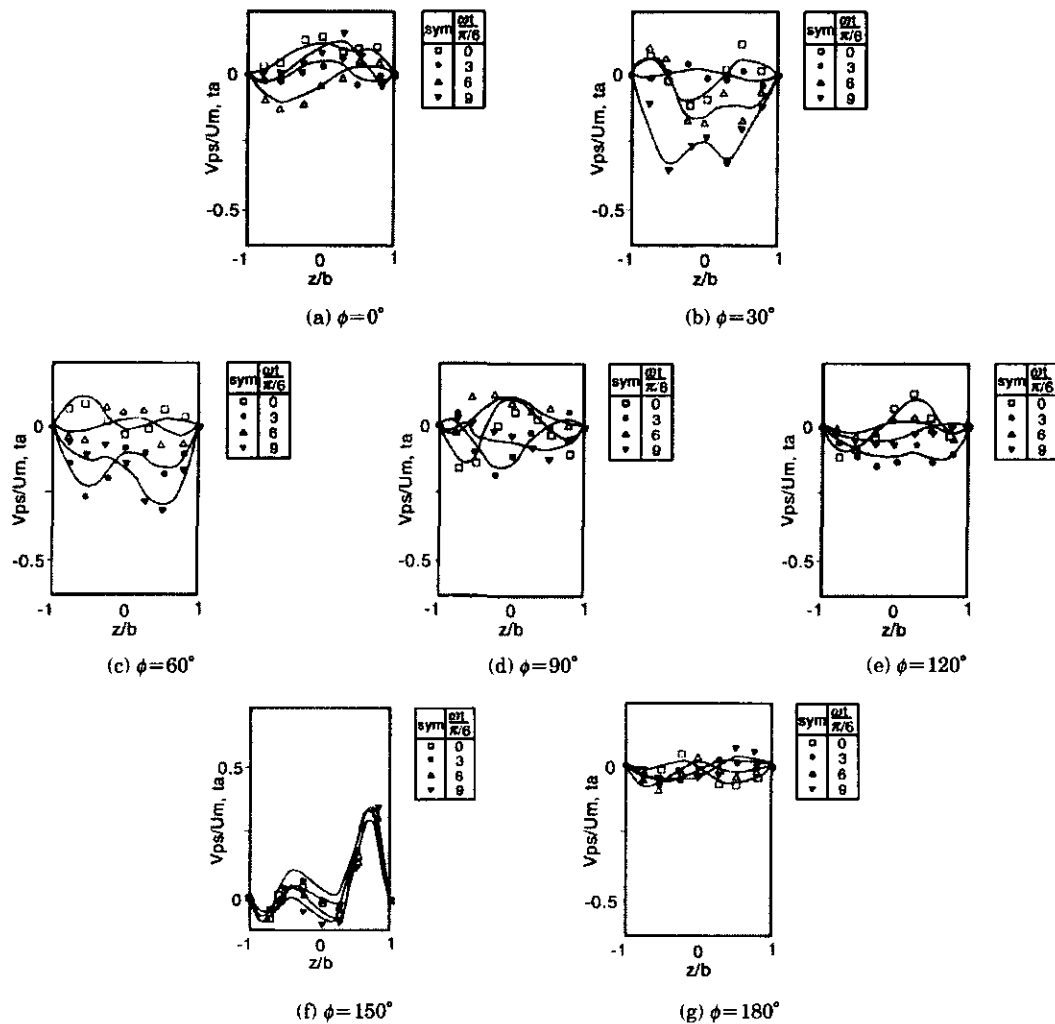 sym ωt/π/6
0
3
6
9
Vps/Um, ta
0
-0.5
-1 0 1
z/b
(a) φ=0°
sym ωt/π/6
0
3
6
9
Vps/Um, ta
0
-0.5
-1 0 1
z/b
(b) φ=30°
sym ωt/π/6
0
3
6
9
Vps/Um, ta
0
-0.5
-1 0 1
z/b
(c) φ=60°
sym ωt/π/6
0
3
6
9
Vps/Um, ta
0
-0.5
-1 0 1
z/b
(d) φ=90°
sym ωt/π/6
0
3
6
9
Vps/Um, ta
0
-0.5
-1 0 1
z/b
(e) φ=120°
sym ωt/π/6
0
3
6
9
Vps/Um, ta
0.5
0
-1 0 1
z/b
(f) φ=150°
sym ωt/π/6
0
3
6
9
Vps/Um, ta
0
-0.5
-1 0 1
z/b
(g) φ=180°